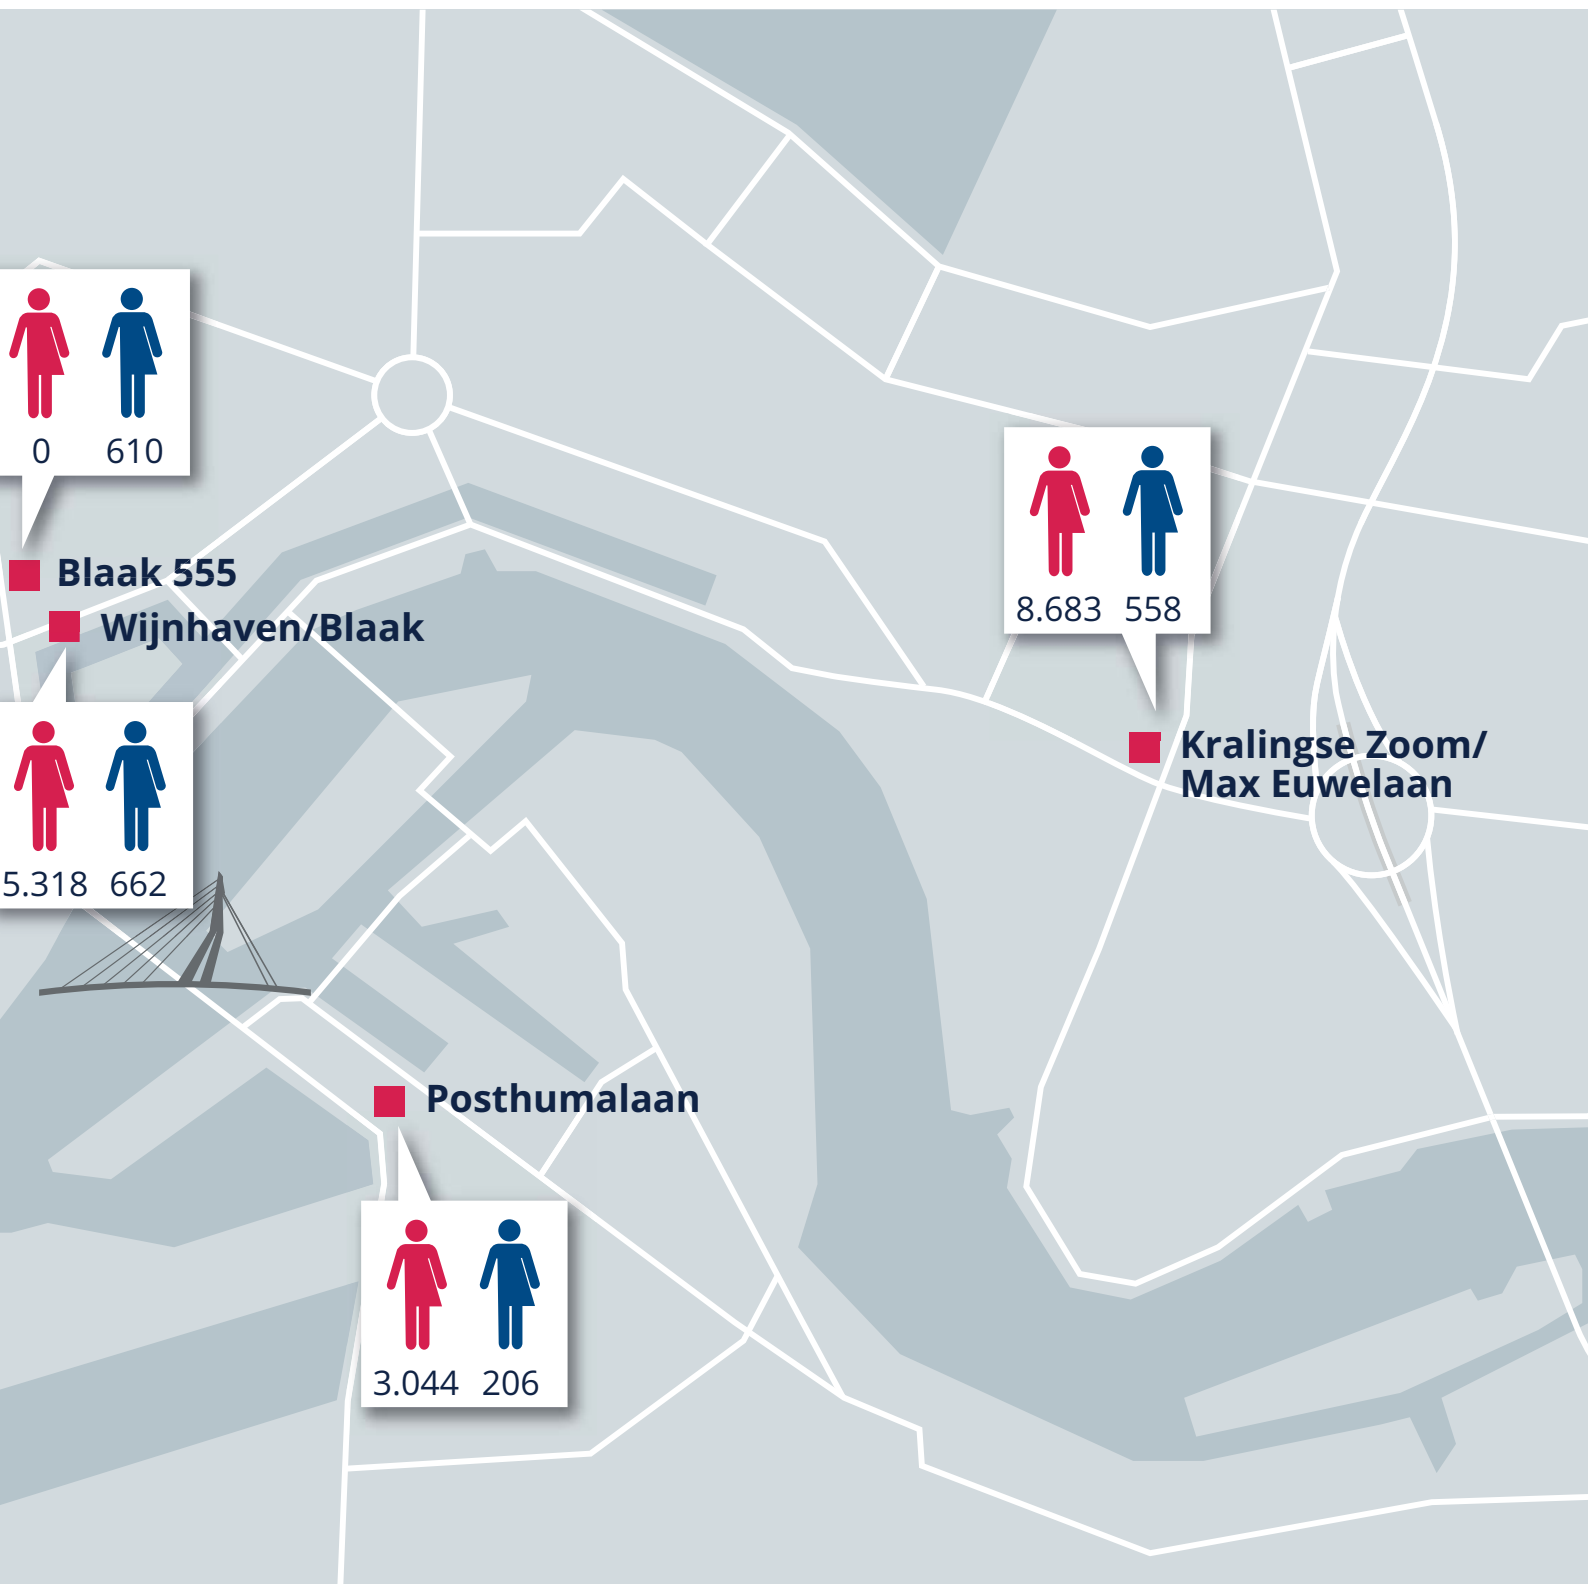 0 610
Blaak 555
Wijnhaven/Blaak
5.318 662
8.683 558
Kralingse Zoom/
Max Euwelaan
Posthumalaan
3.044 206